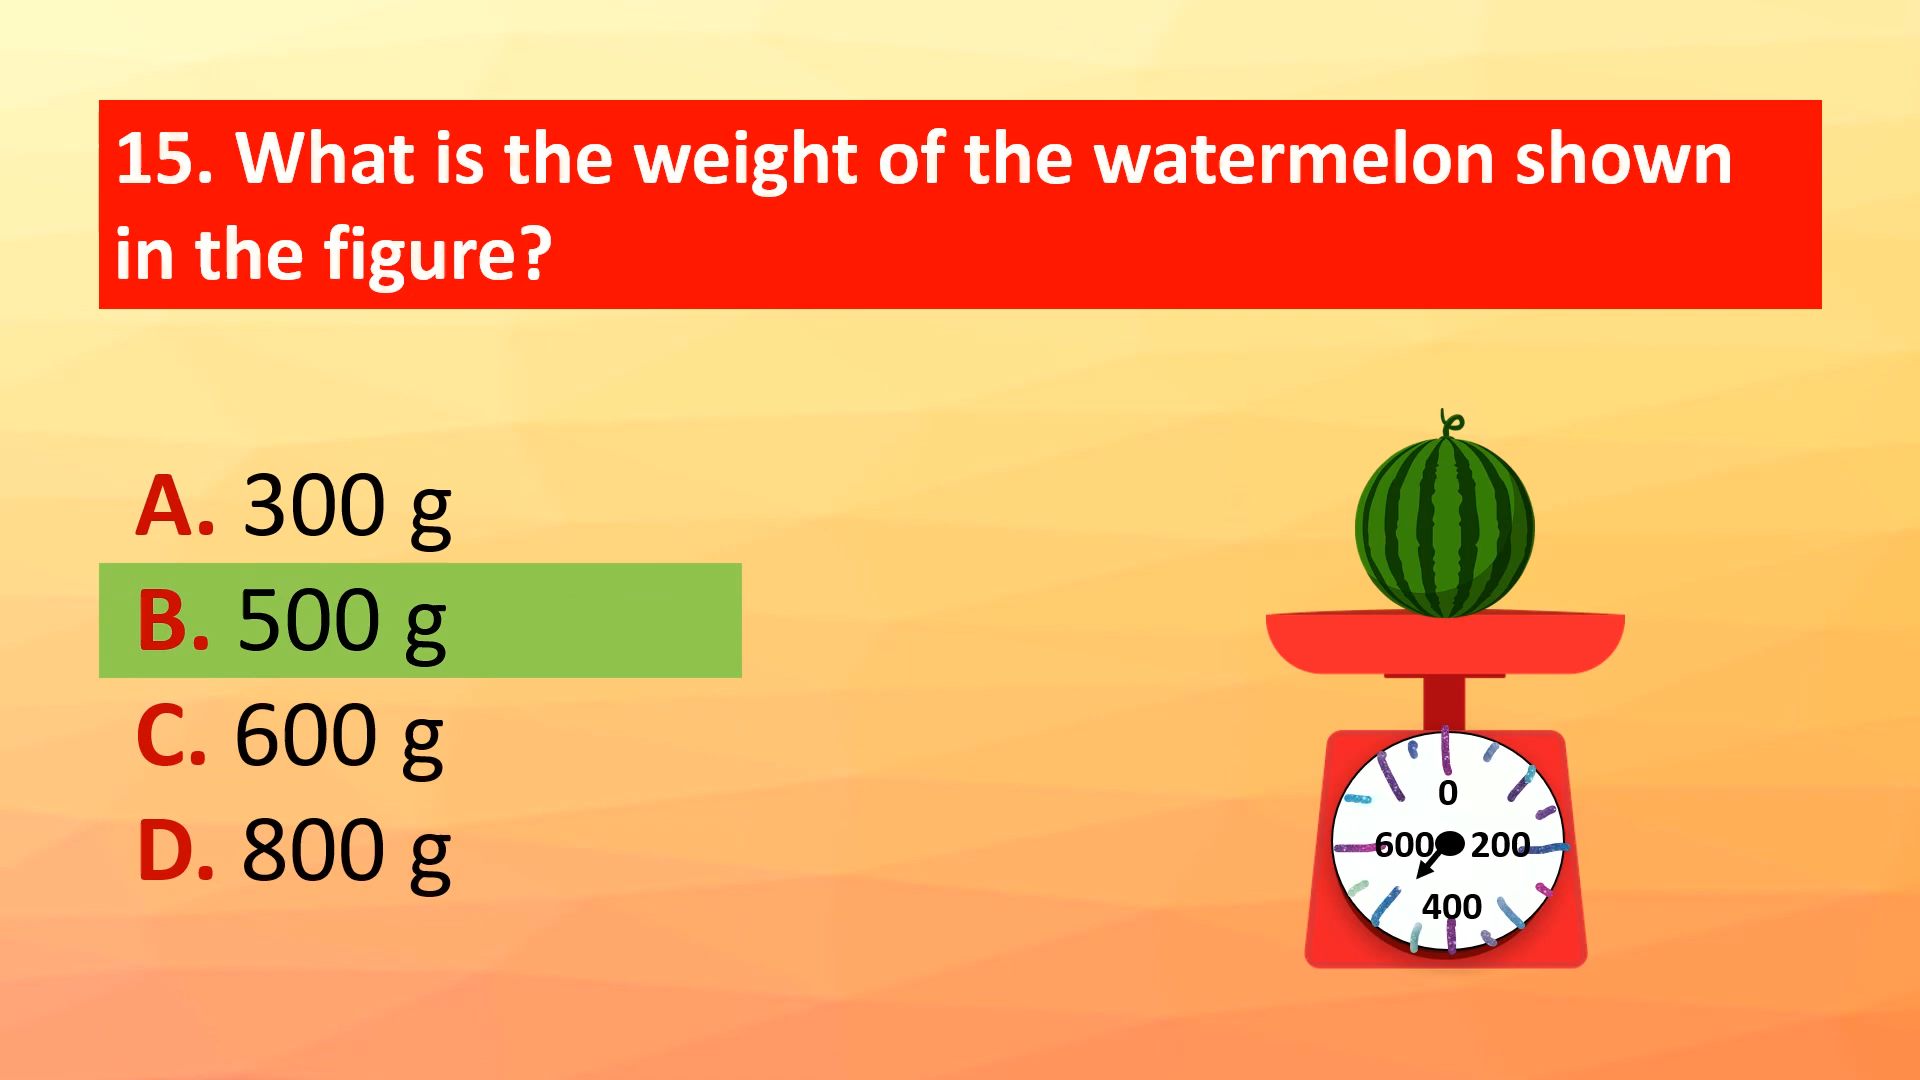 15. What is the weight of the watermelon shown
in the figure?
A. 300 g
B. 500 g
C. 600 g
D. 800 g
0
600 200
400